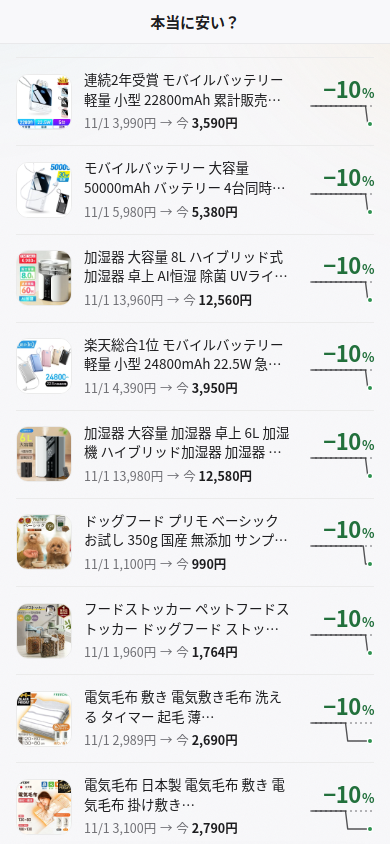 本当に安い？
連続2年受賞 モバイルバッテリー
軽量 小型 22800mAh 累計販売…
11/1 3,990円 → 今 3,590円
−10%
モバイルバッテリー 大容量
50000mAh バッテリー 4台同時…
11/1 5,980円 → 今 5,380円
−10%
加湿器 大容量 8L ハイブリッド式
加湿器 卓上 AI恒湿 除菌 UVライ…
11/1 13,960円 → 今 12,560円
−10%
楽天総合1位 モバイルバッテリー
軽量 小型 24800mAh 22.5W 急…
11/1 4,390円 → 今 3,950円
−10%
加湿器 大容量 加湿器 卓上 6L 加湿
機 ハイブリッド加湿器 加湿器 …
11/1 13,980円 → 今 12,580円
−10%
ドッグフード プリモ ベーシック
お試し 350g 国産 無添加 サンプ…
11/1 1,100円 → 今 990円
−10%
フードストッカー ペットフードス
トッカー ドッグフード ストッ…
11/1 1,960円 → 今 1,764円
−10%
電気毛布 敷き 電気敷き毛布 洗え
る タイマー 起毛 薄…
11/1 2,989円 → 今 2,690円
−10%
電気毛布 日本製 電気毛布 敷き 電
気毛布 掛け敷き…
11/1 3,100円 → 今 2,790円
−10%